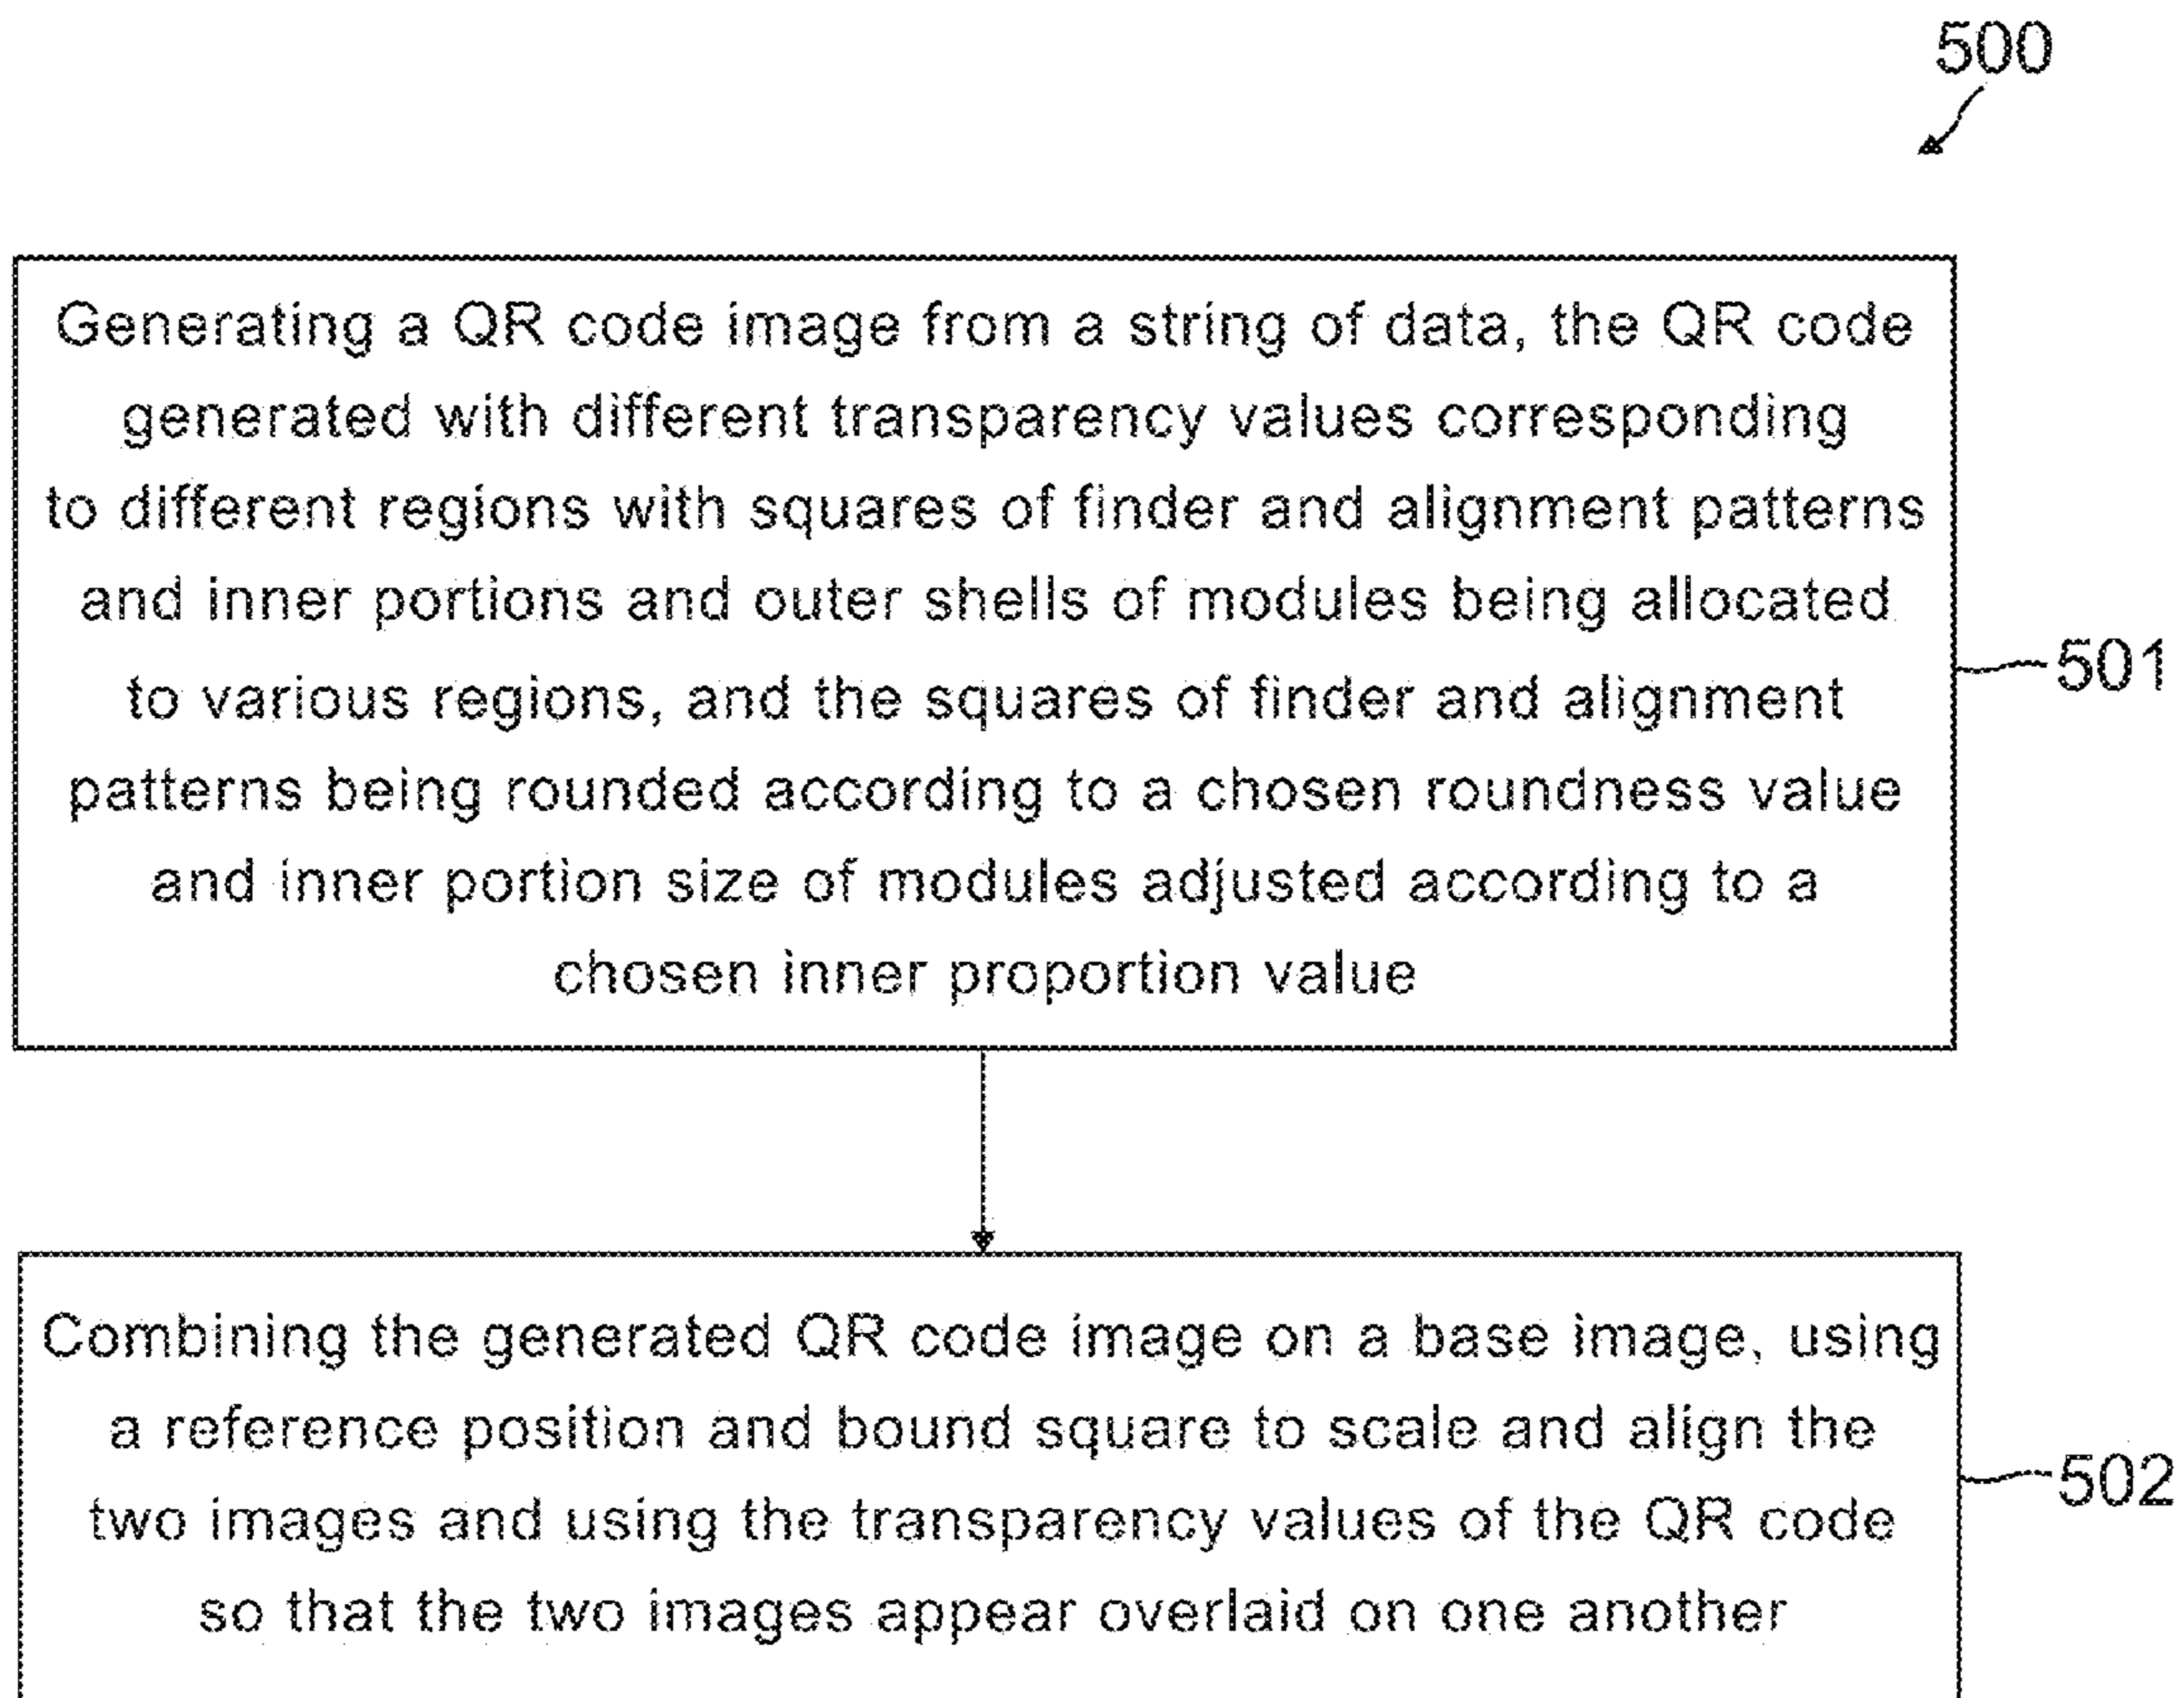 500
Generating a QR code image from a string of data, the QR code
generated with different transparency values corresponding
to different regions with squares of finder and alignment patterns
and inner portions and outer shells of modules being allocated
to various regions, and the squares of finder and alignment
patterns being rounded according to a chosen roundness value
and inner portion size of modules adjusted according to a
chosen inner proportion value
501
Combining the generated QR code image on a base image, using
a reference position and bound square to scale and align the
two images and using the transparency values of the QR code
so that the two images appear overlaid on one another
502